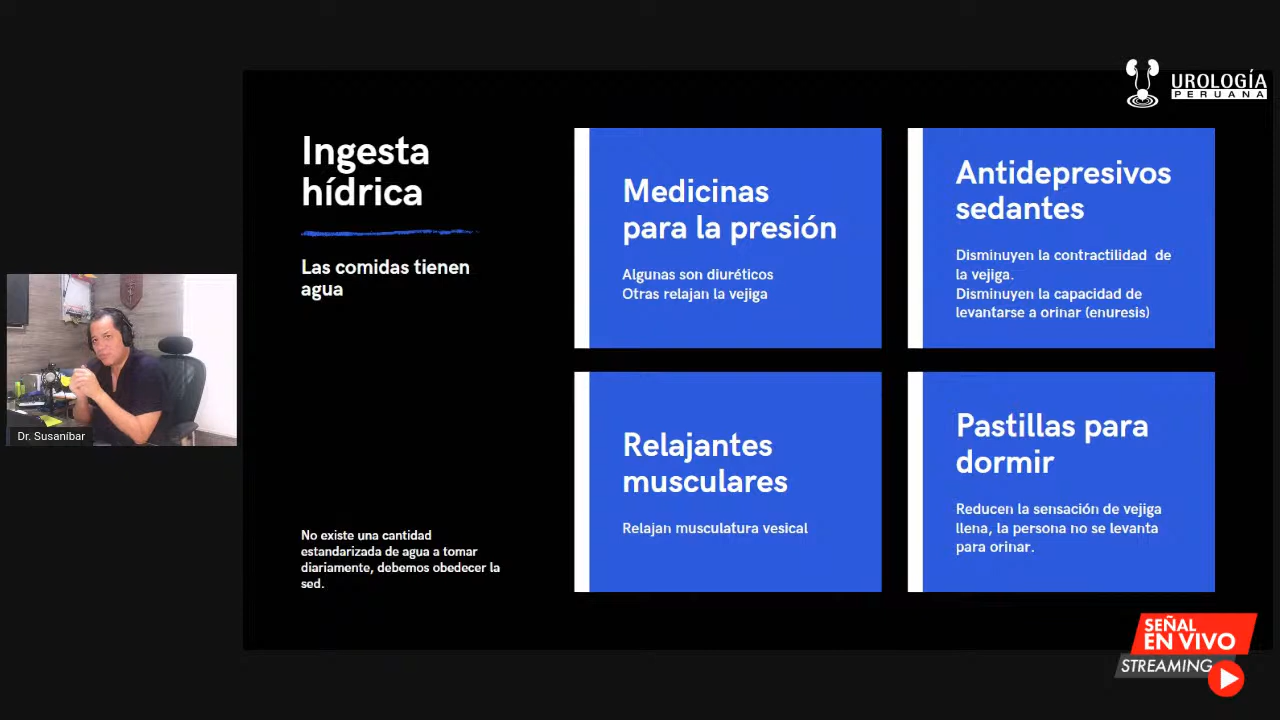 UROLOGÍA
PERUANA
Ingesta
hídrica
Las comidas tienen
agua
No existe una cantidad
estandarizada de agua a tomar
diariamente, debemos obedecer la
sed.
Medicinas
para la presión
Algunas son diuréticos
Otras relajan la vejiga
Antidepresivos
sedantes
Disminuyen la contractilidad de
la vejiga.
Disminuyen la capacidad de
levantarse a orinar (enuresis)
Relajantes
musculares
Relajan musculatura vesical
Pastillas para
dormir
Reducen la sensación de vejiga
llena, la persona no se levanta
para orinar.
Dr. Susaníbar
SEÑAL
EN VIVO
STREAMING